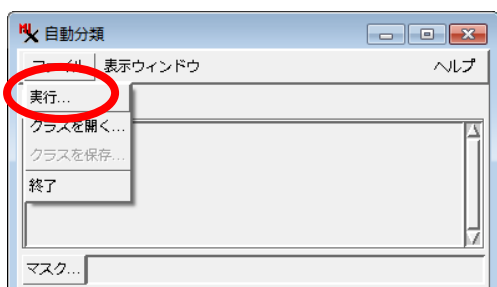 自動分類
ファイル 表示ウィンドウ ヘルプ
実行...
クラスを開く...
クラスを保存...
終了
マスク...